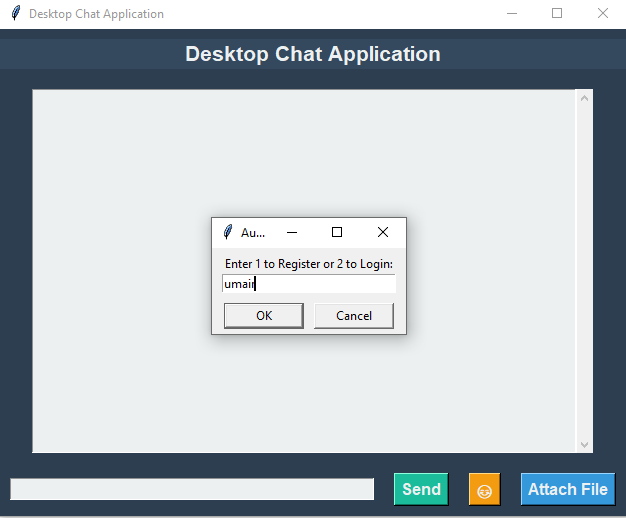 Desktop Chat Application
Desktop Chat Application
Au...
Enter 1 to Register or 2 to Login:
umair
OK Cancel
Send Attach File